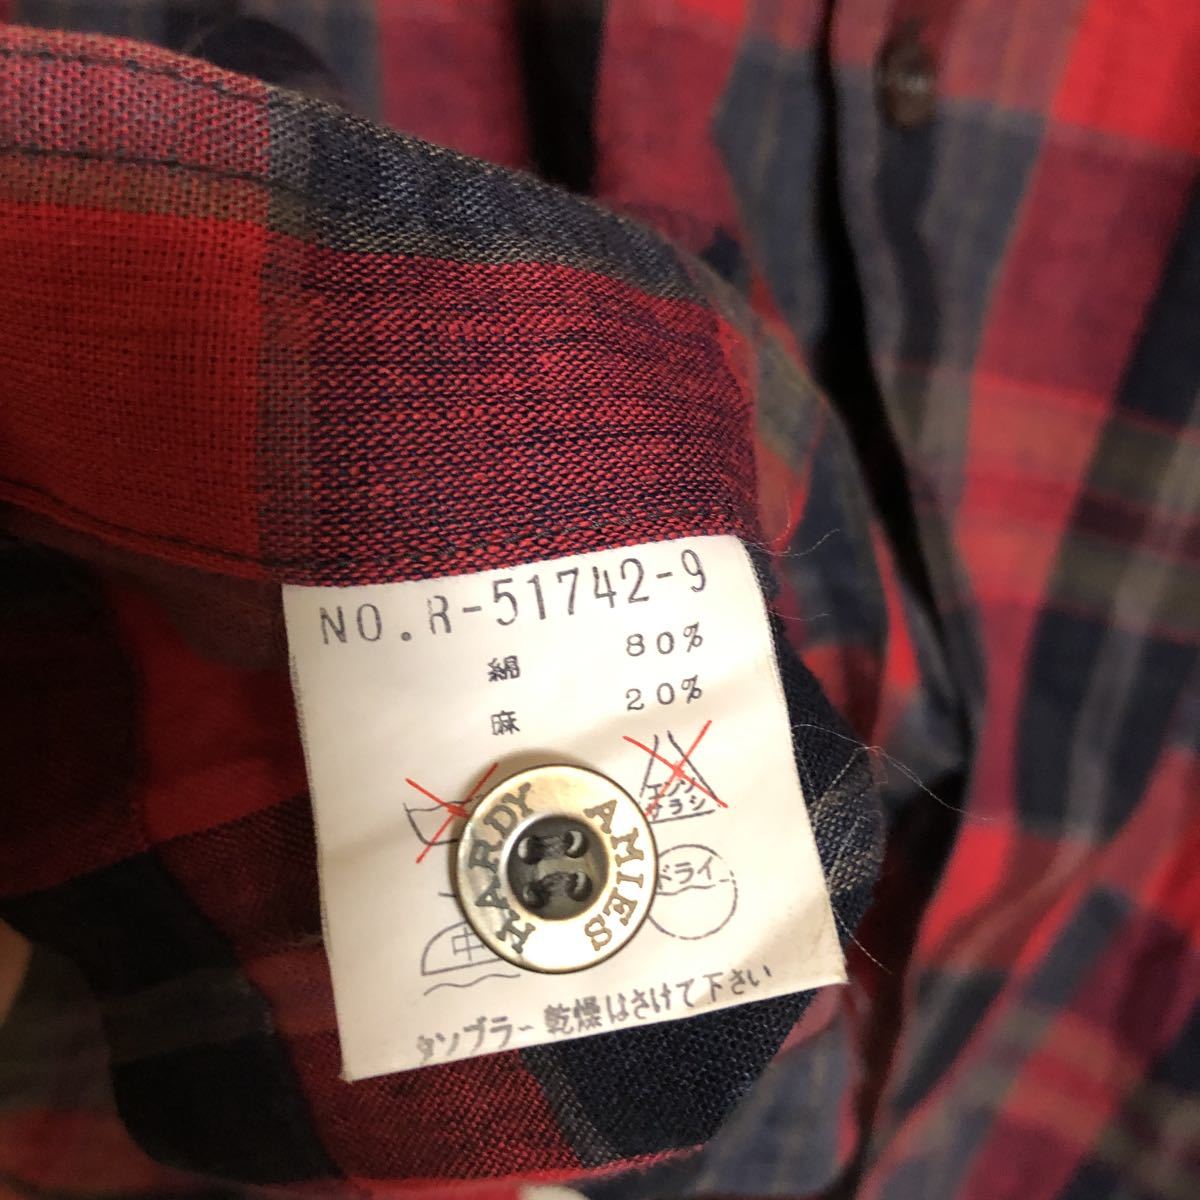 NO. R-51742-9
綿 80%
麻 20%
エンソ
サラシ
HARDY AMIES
ドライ
中
タンブラー乾燥はさけて下さい